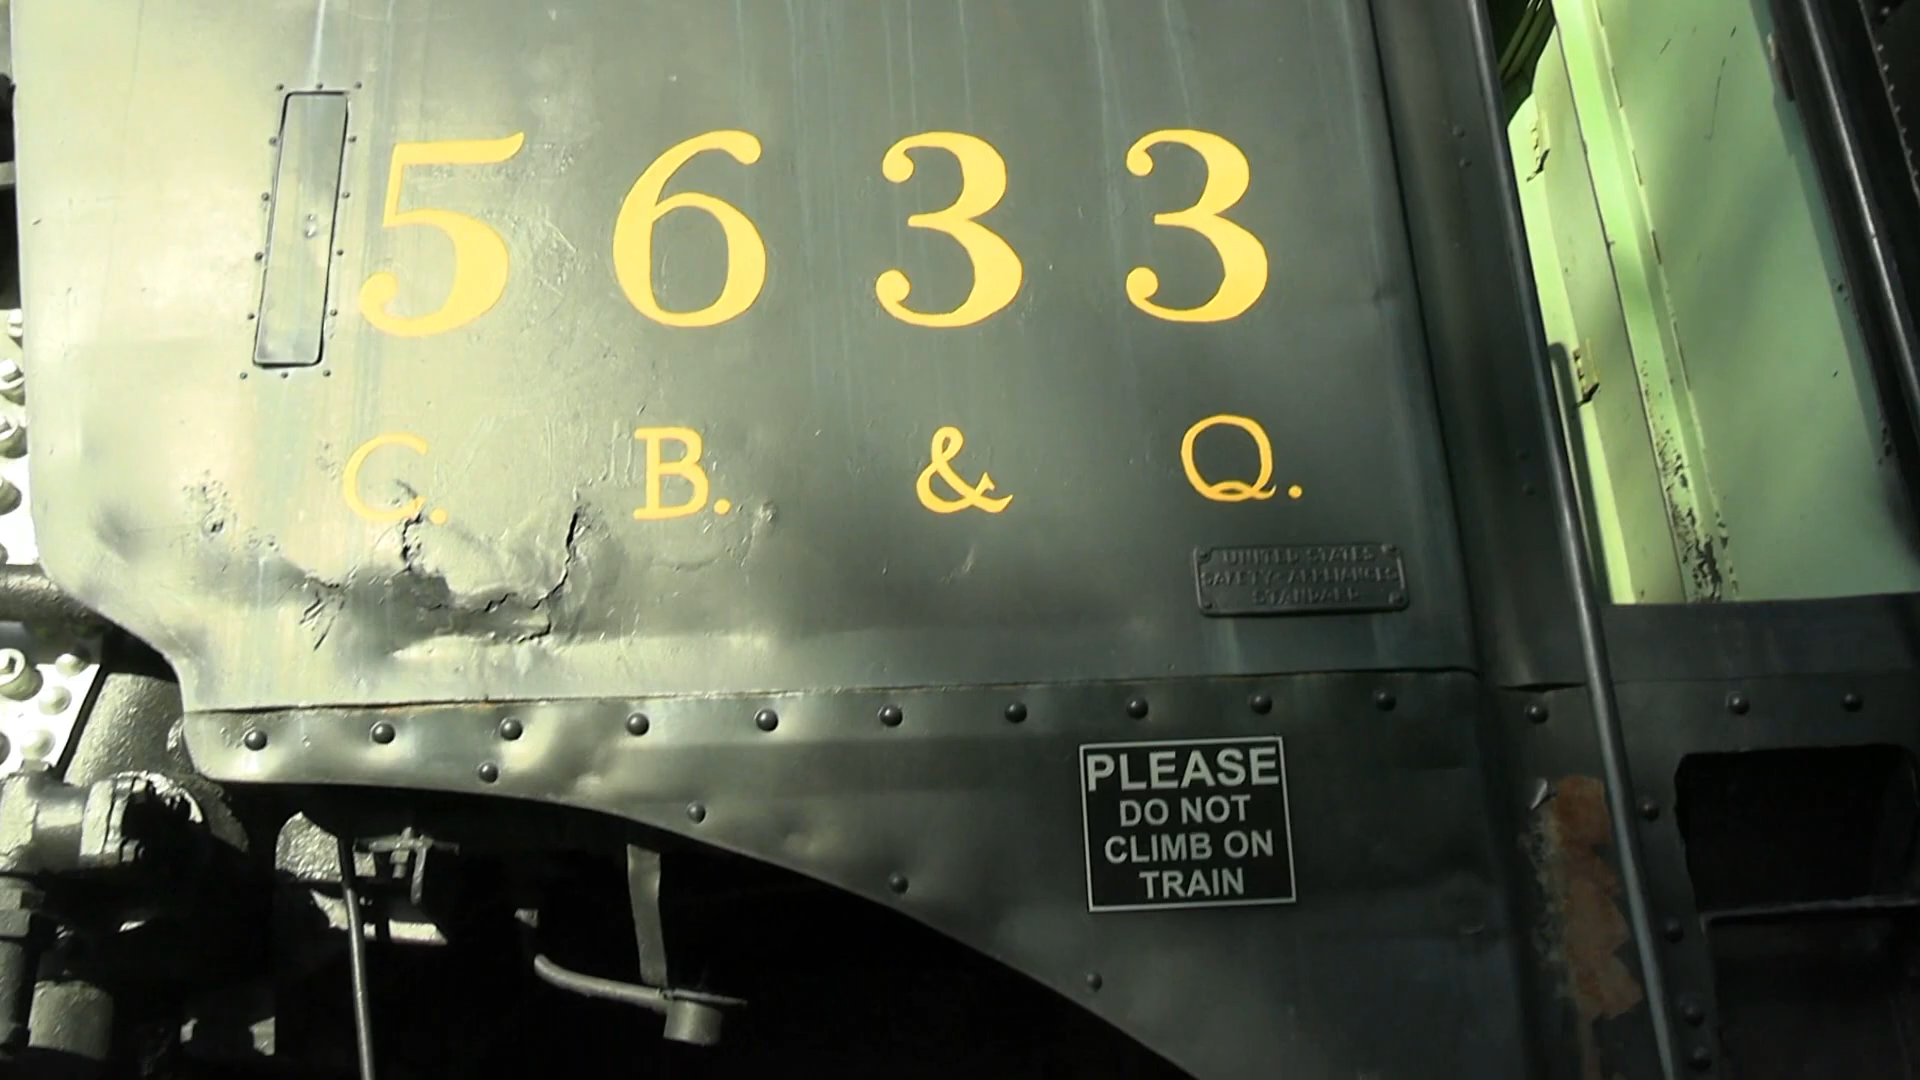 5633
C. B. & Q.
UNITED STATES
SAFETY APPLIANCES
STANDARD
PLEASE
DO NOT
CLIMB ON
TRAIN